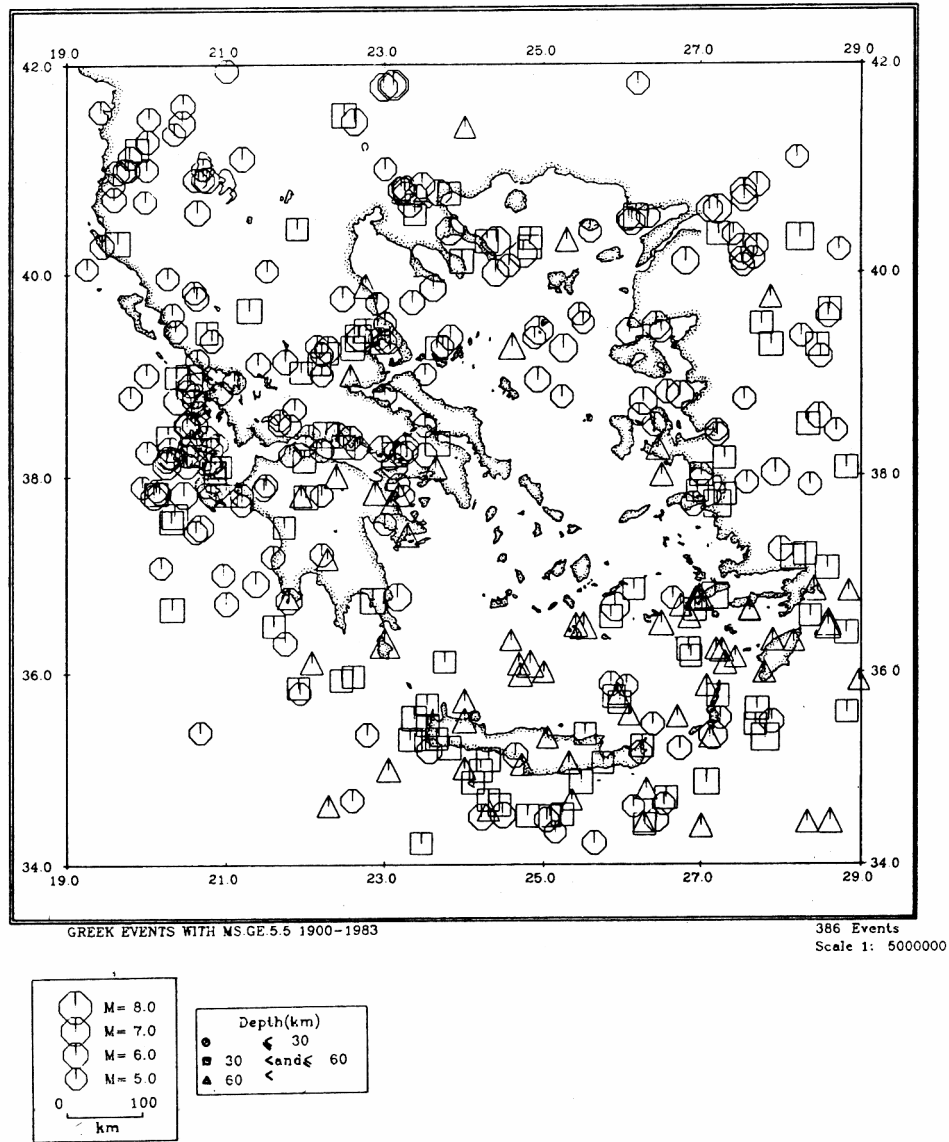 19.0 21.0 23.0 25.0 27.0 29.0
42.0 42.0
40.0 40.0
38.0 38.0
36.0 36.0
34.0 34.0
19.0 21.0 23.0 25.0 27.0 29.0
GREEK EVENTS WITH MS.GE.5.5 1900-1983
386 Events
Scale 1: 5000000
M= 8.0
M= 7.0
M= 6.0
M= 5.0
0 100
km
Depth(km)
⩽ 30
30 <and⩽ 60
60 <